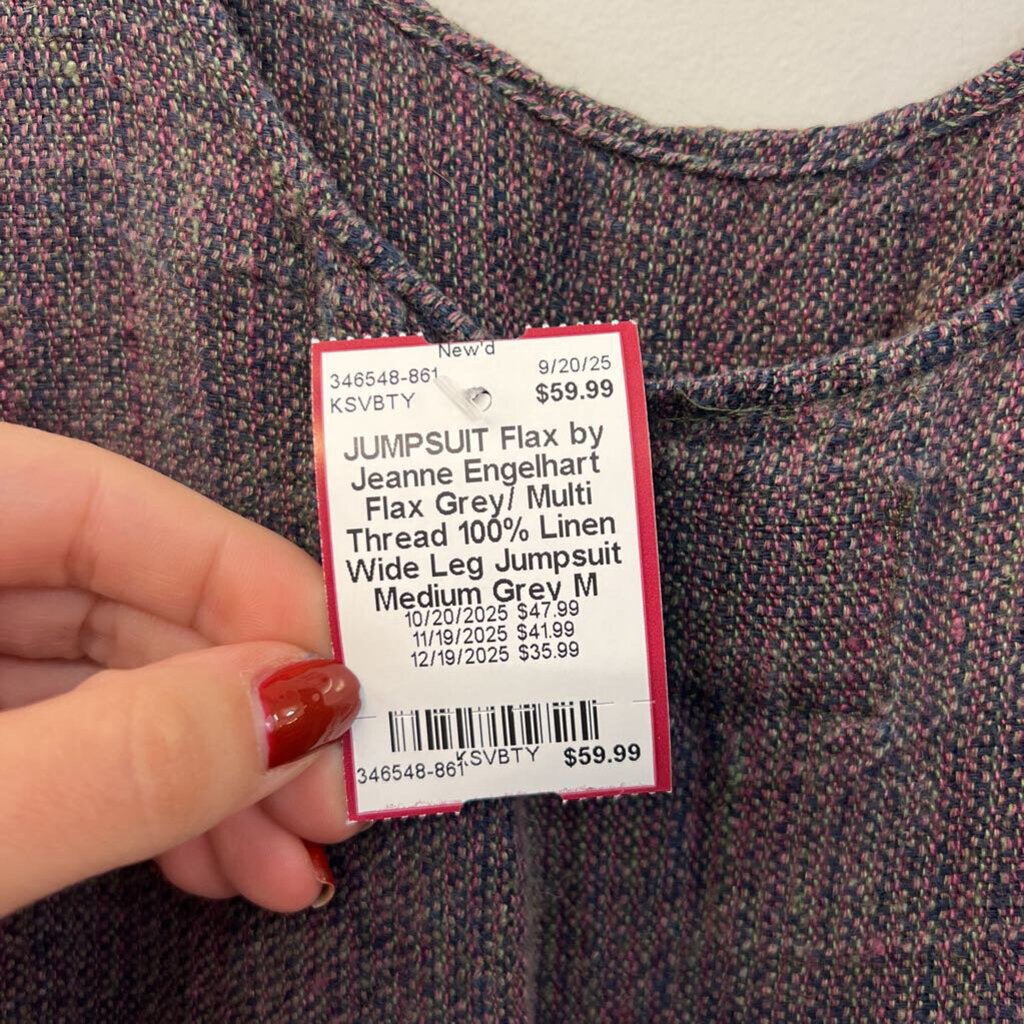 New'd
346548-861 9/20/25
KSVBTY $59.99
JUMPSUIT Flax by
Jeanne Engelhart
Flax Grey/ Multi
Thread 100% Linen
Wide Leg Jumpsuit
Medium Grey M
10/20/2025 $47.99
11/19/2025 $41.99
12/19/2025 $35.99
KSVBTY $59.99
346548-861